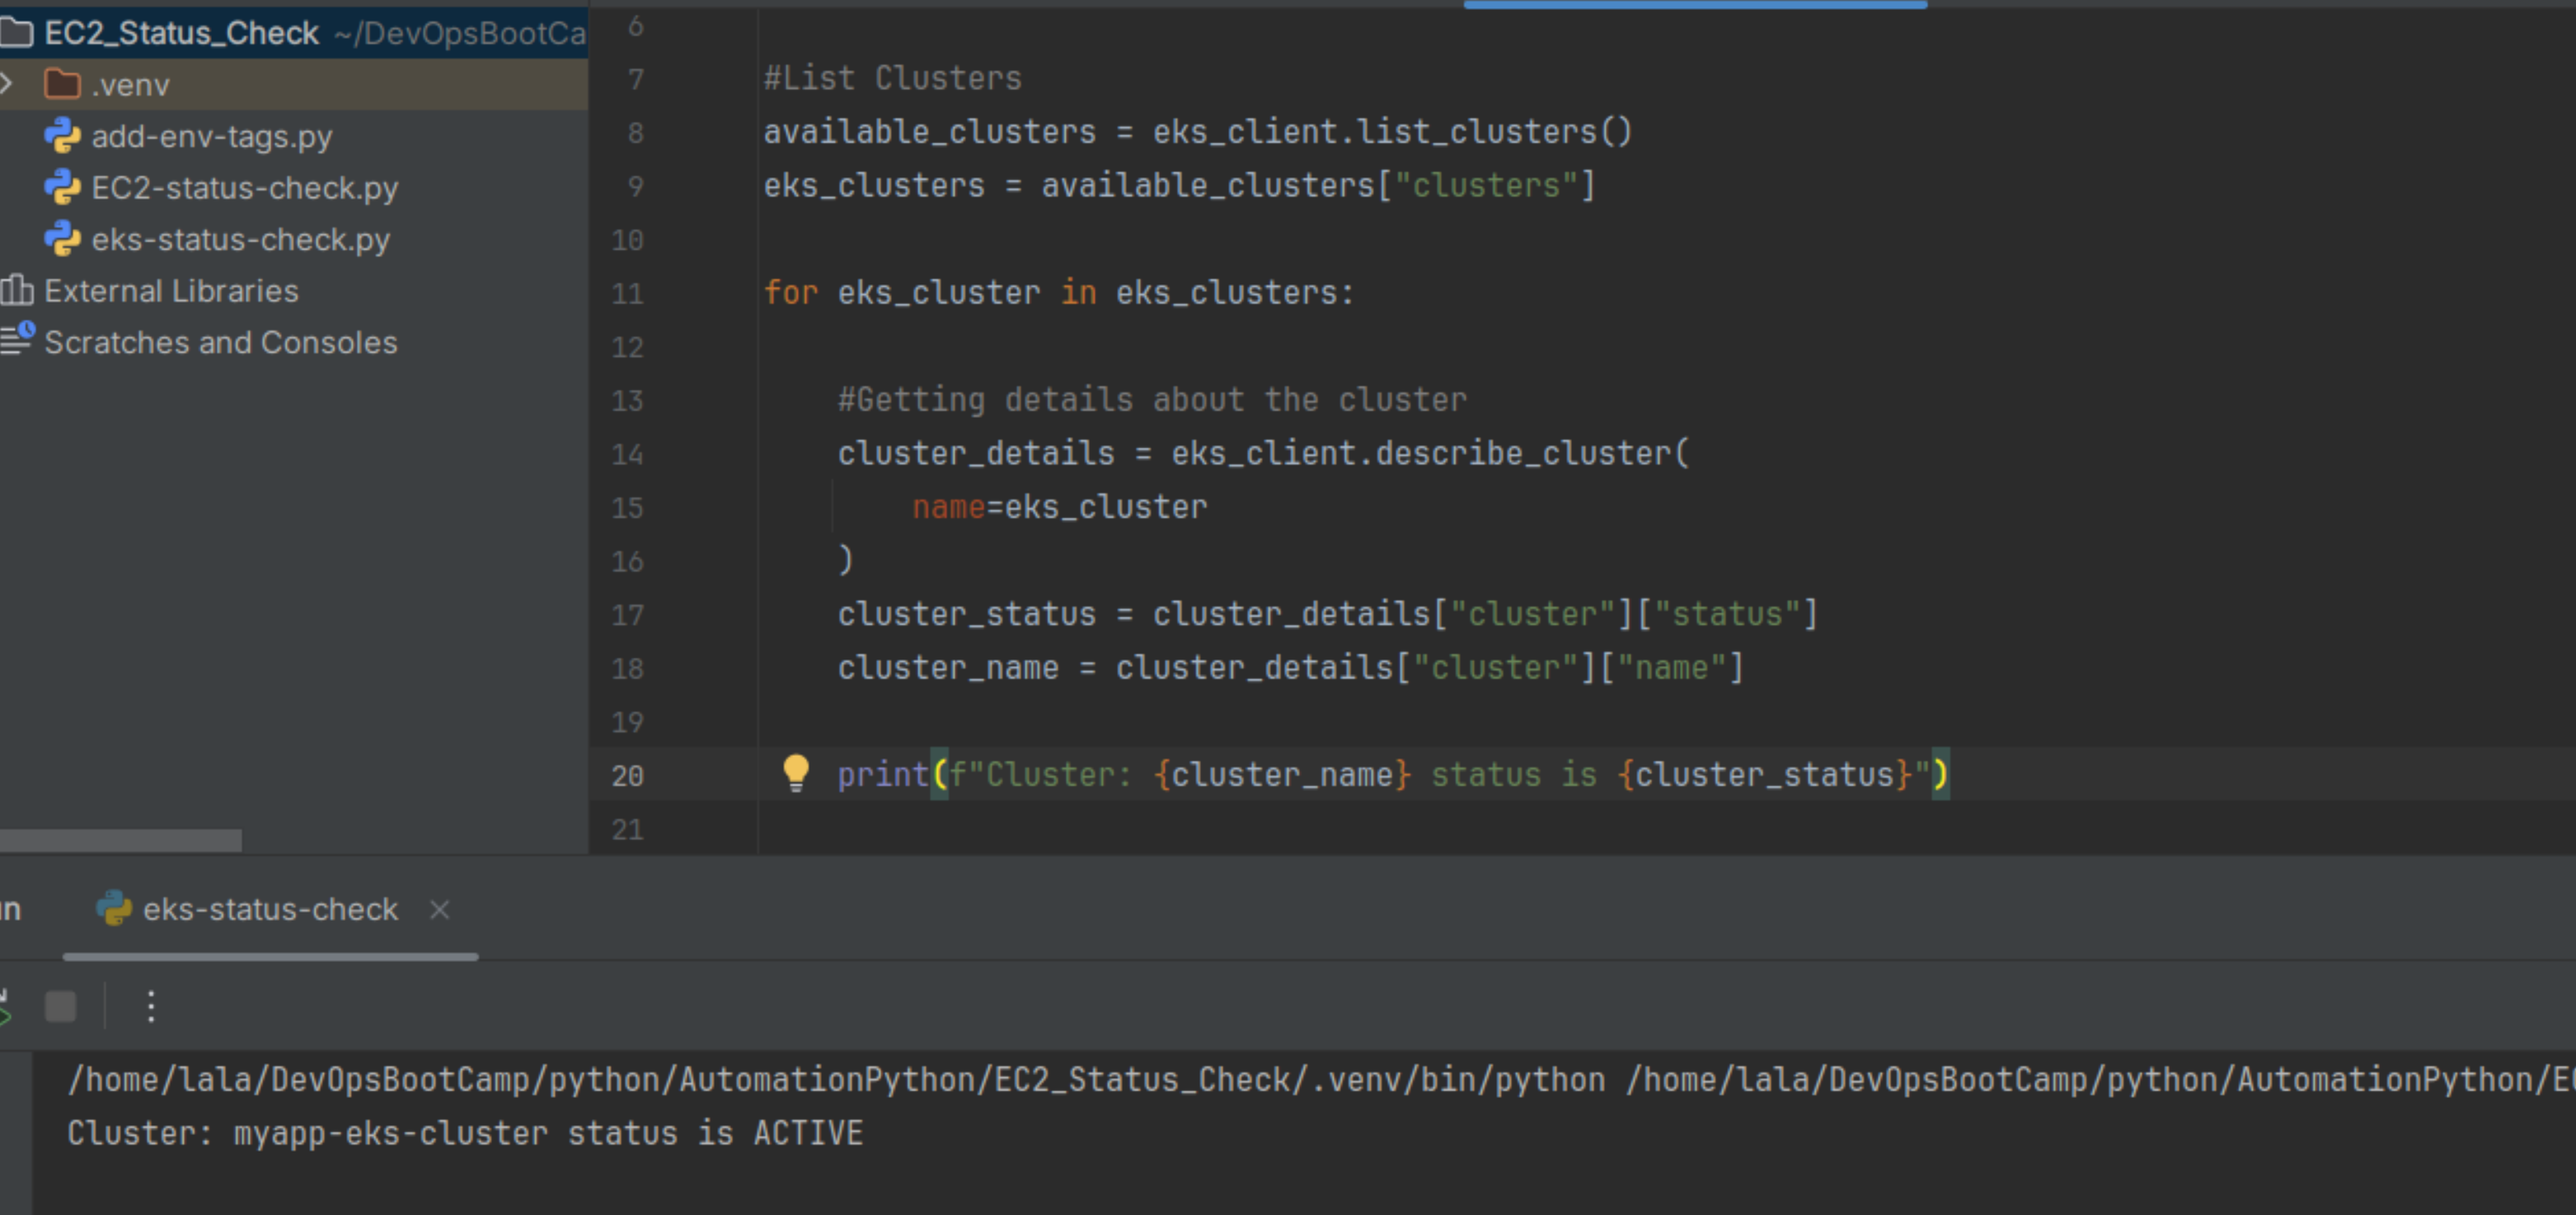 EC2_Status_Check ~/DevOpsBootCa
.venv
add-env-tags.py
EC2-status-check.py
eks-status-check.py
External Libraries
Scratches and Consoles
6
7 #List Clusters
8 available_clusters = eks_client.list_clusters()
9 eks_clusters = available_clusters["clusters"]
10
11 for eks_cluster in eks_clusters:
12
13     #Getting details about the cluster
14     cluster_details = eks_client.describe_cluster(
15         name=eks_cluster
16     )
17     cluster_status = cluster_details["cluster"]["status"]
18     cluster_name = cluster_details["cluster"]["name"]
19
20     print(f"Cluster: {cluster_name} status is {cluster_status}")
21
eks-status-check
/home/lala/DevOpsBootCamp/python/AutomationPython/EC2_Status_Check/.venv/bin/python /home/lala/DevOpsBootCamp/python/AutomationPython/EC
Cluster: myapp-eks-cluster status is ACTIVE